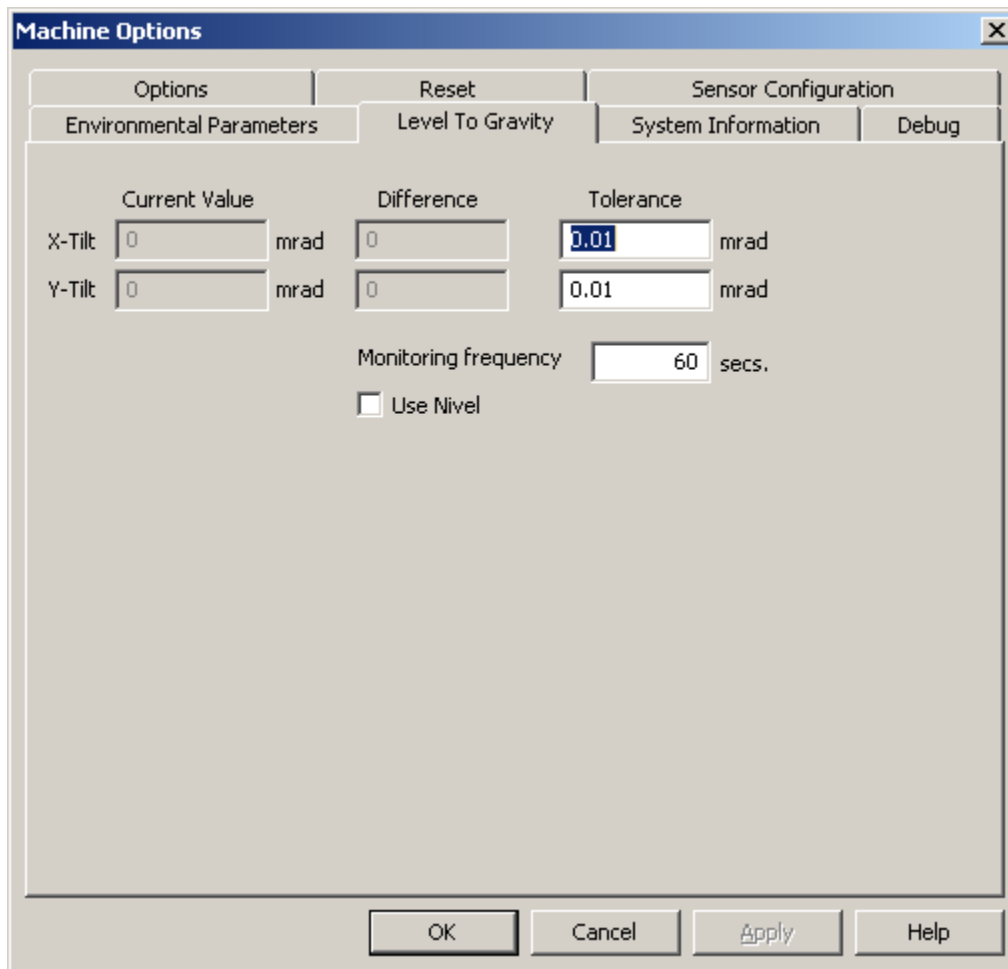 Machine Options
Options Reset Sensor Configuration
Environmental Parameters Level To Gravity System Information Debug
Current Value Difference Tolerance
X-Tilt 0 mrad 0 0.01 mrad
Y-Tilt 0 mrad 0 0.01 mrad
Monitoring frequency 60 secs.
Use Nivel
OK Cancel Apply Help